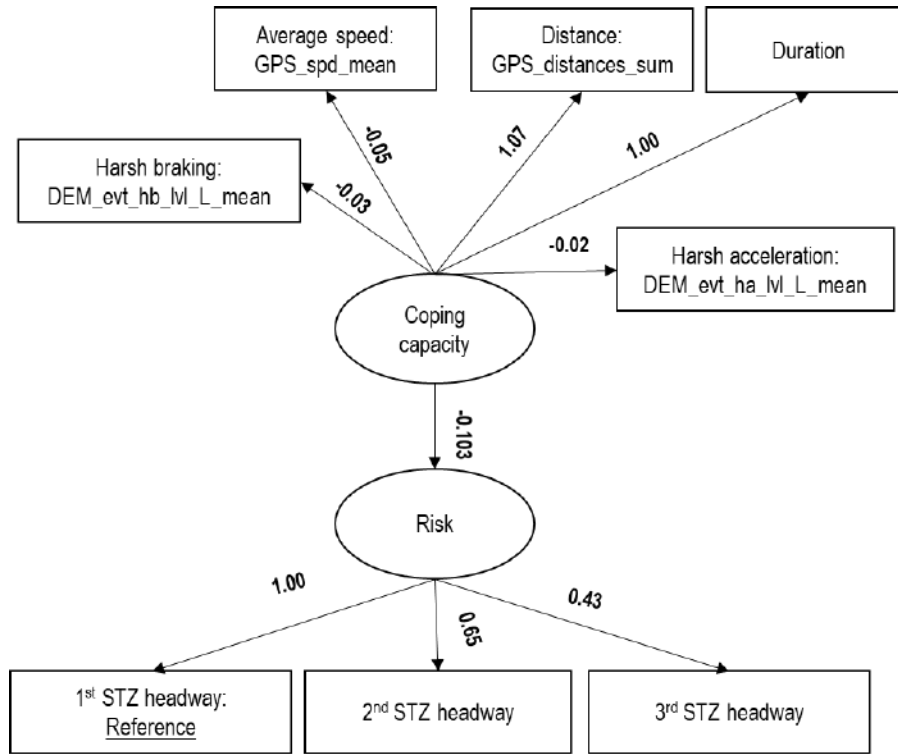 Average speed:
GPS_spd_mean
Distance:
GPS_distances_sum
Duration
Harsh braking:
DEM_evt_hb_lvl_L_mean
-0.05
1.07
1.00
-0.03
-0.02
Harsh acceleration:
DEM_evt_ha_lvl_L_mean
Coping
capacity
-0.103
Risk
1.00
0.65
0.43
1st STZ headway:
Reference
2nd STZ headway
3rd STZ headway